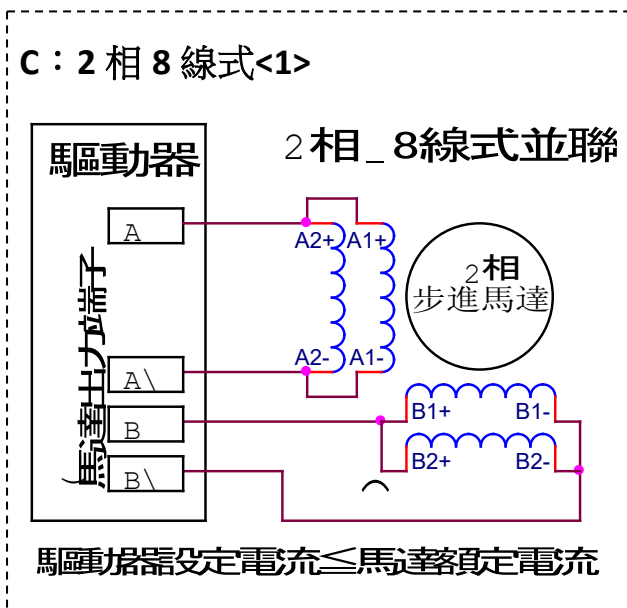 C：2 相 8 線式<1>
驅動器
2相_8線式並聯
馬達出力端子
A
A\
B
B\
A2+ A1+
A2- A1-
2相
步進馬達
B1+ B1-
B2+ B2-
驅動器設定電流≦馬達額定電流